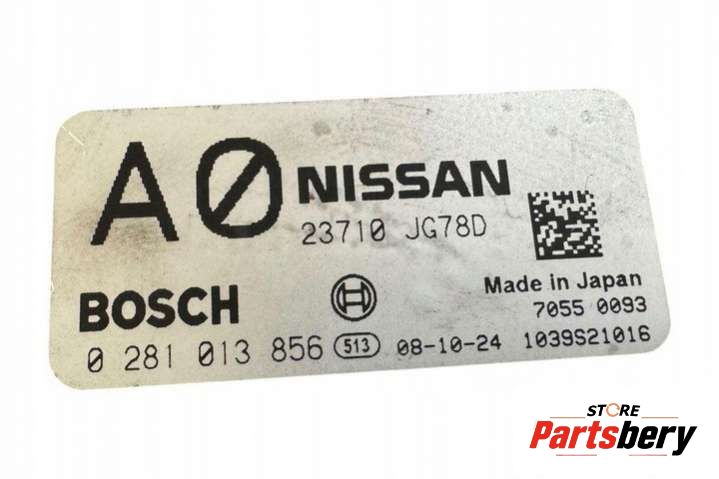 A0 NISSAN
23710 JG78D
Made in Japan
BOSCH
7055 0093
0 281 013 856 513 08-10-24 1039S21016
STORE
Partsbery